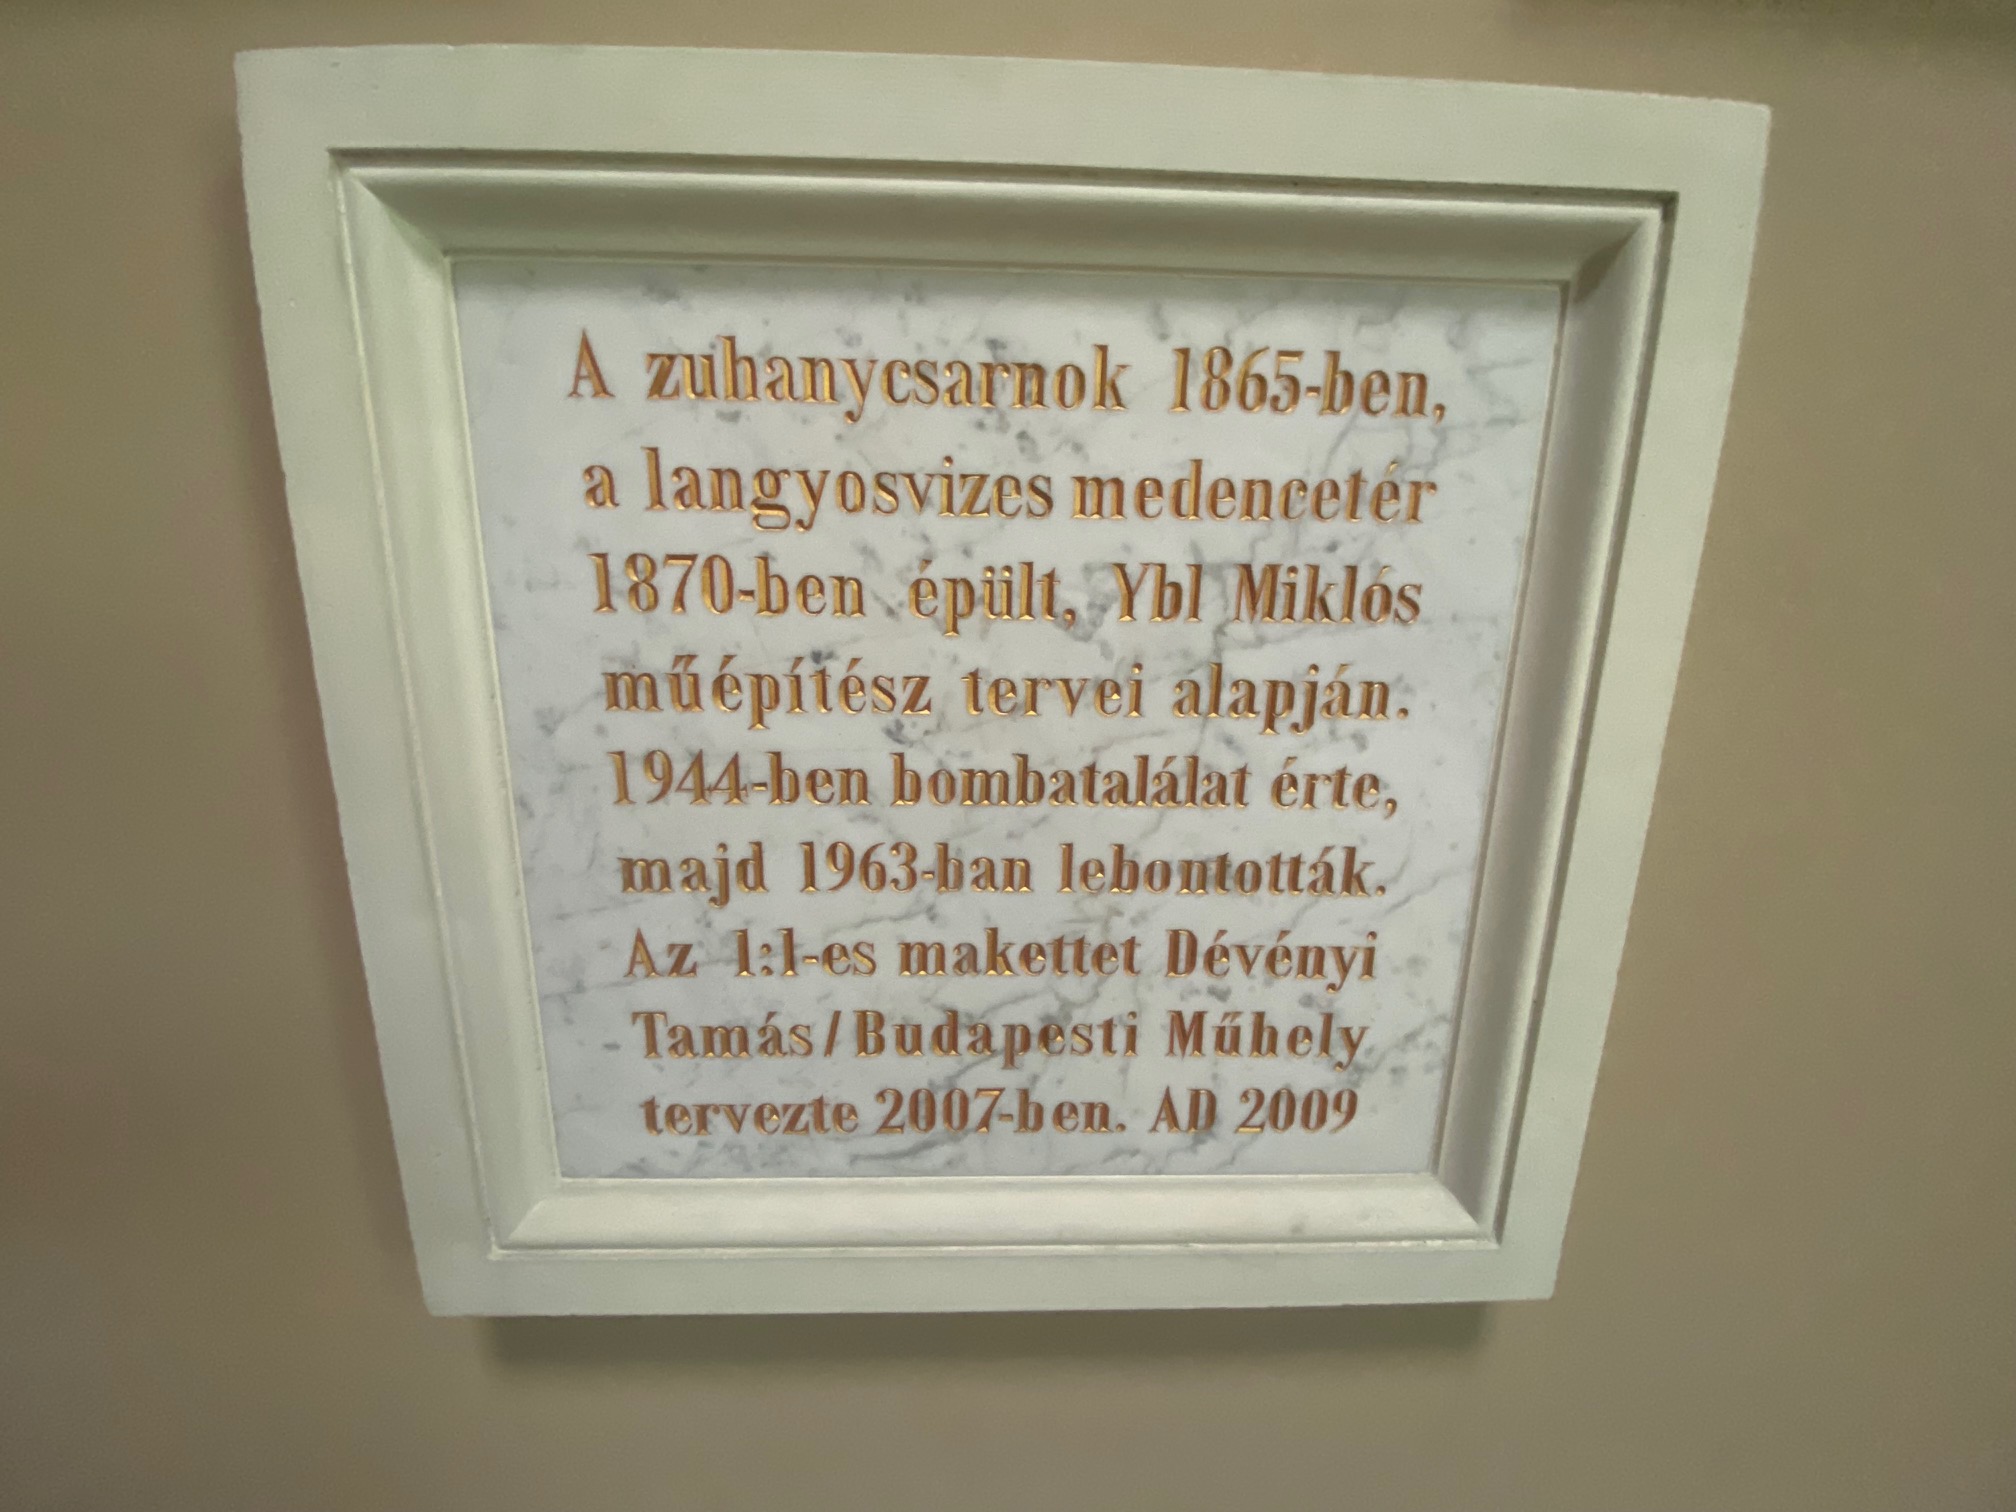 A zuhanycsarnok 1865-ben,
a langyosvizes medencetér
1870-ben épült, Ybl Miklós
műépítész tervei alapján.
1944-ben bombatalálat érte,
majd 1963-ban lebontották.
Az 1:1-es makettet Dévényi
Tamás/Budapesti Műhely
tervezte 2007-ben. AD 2009